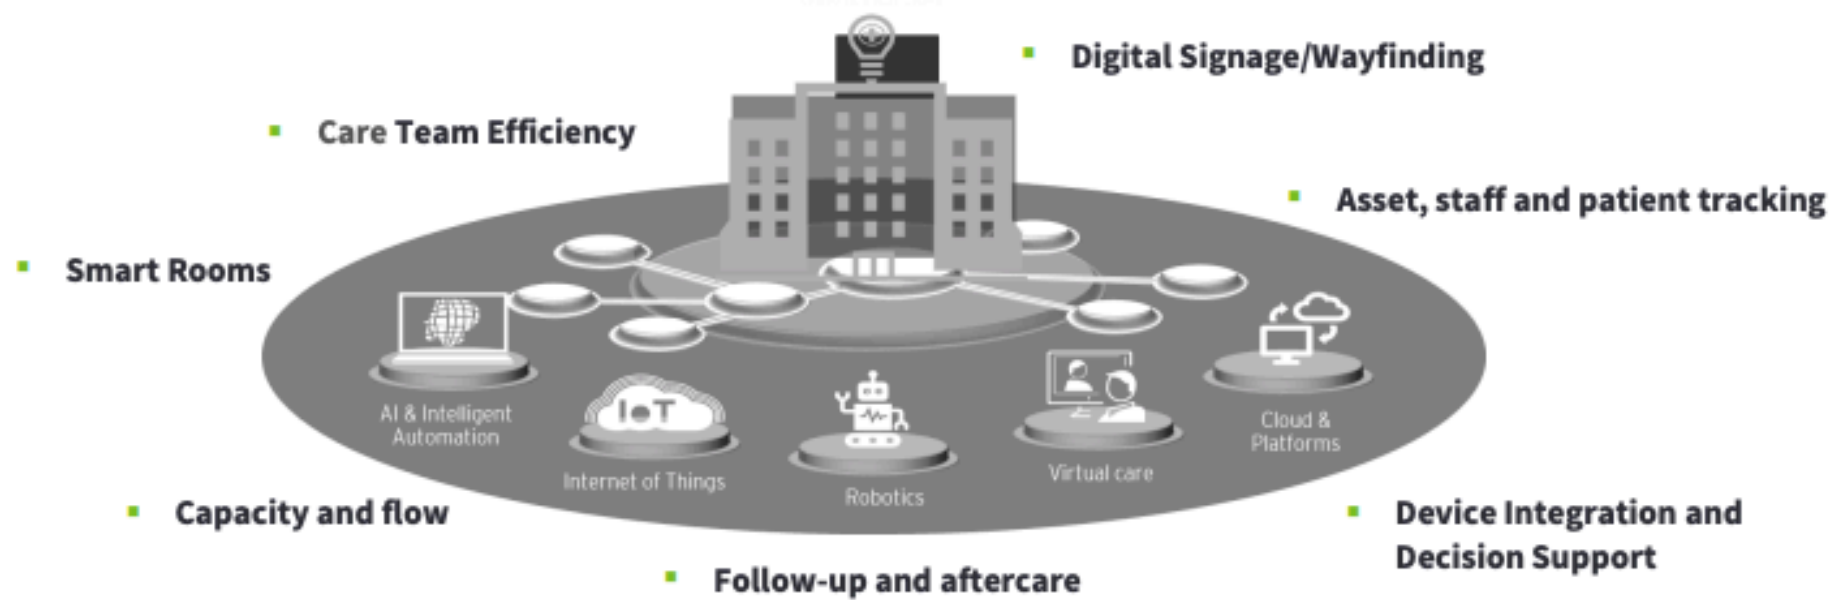 Digital Signage/Wayfinding
Care Team Efficiency
Asset, staff and patient tracking
Smart Rooms
AI & Intelligent
Automation
IoT
Internet of Things
Robotics
Virtual care
Cloud &
Platforms
Capacity and flow
Device Integration and
Decision Support
Follow-up and aftercare